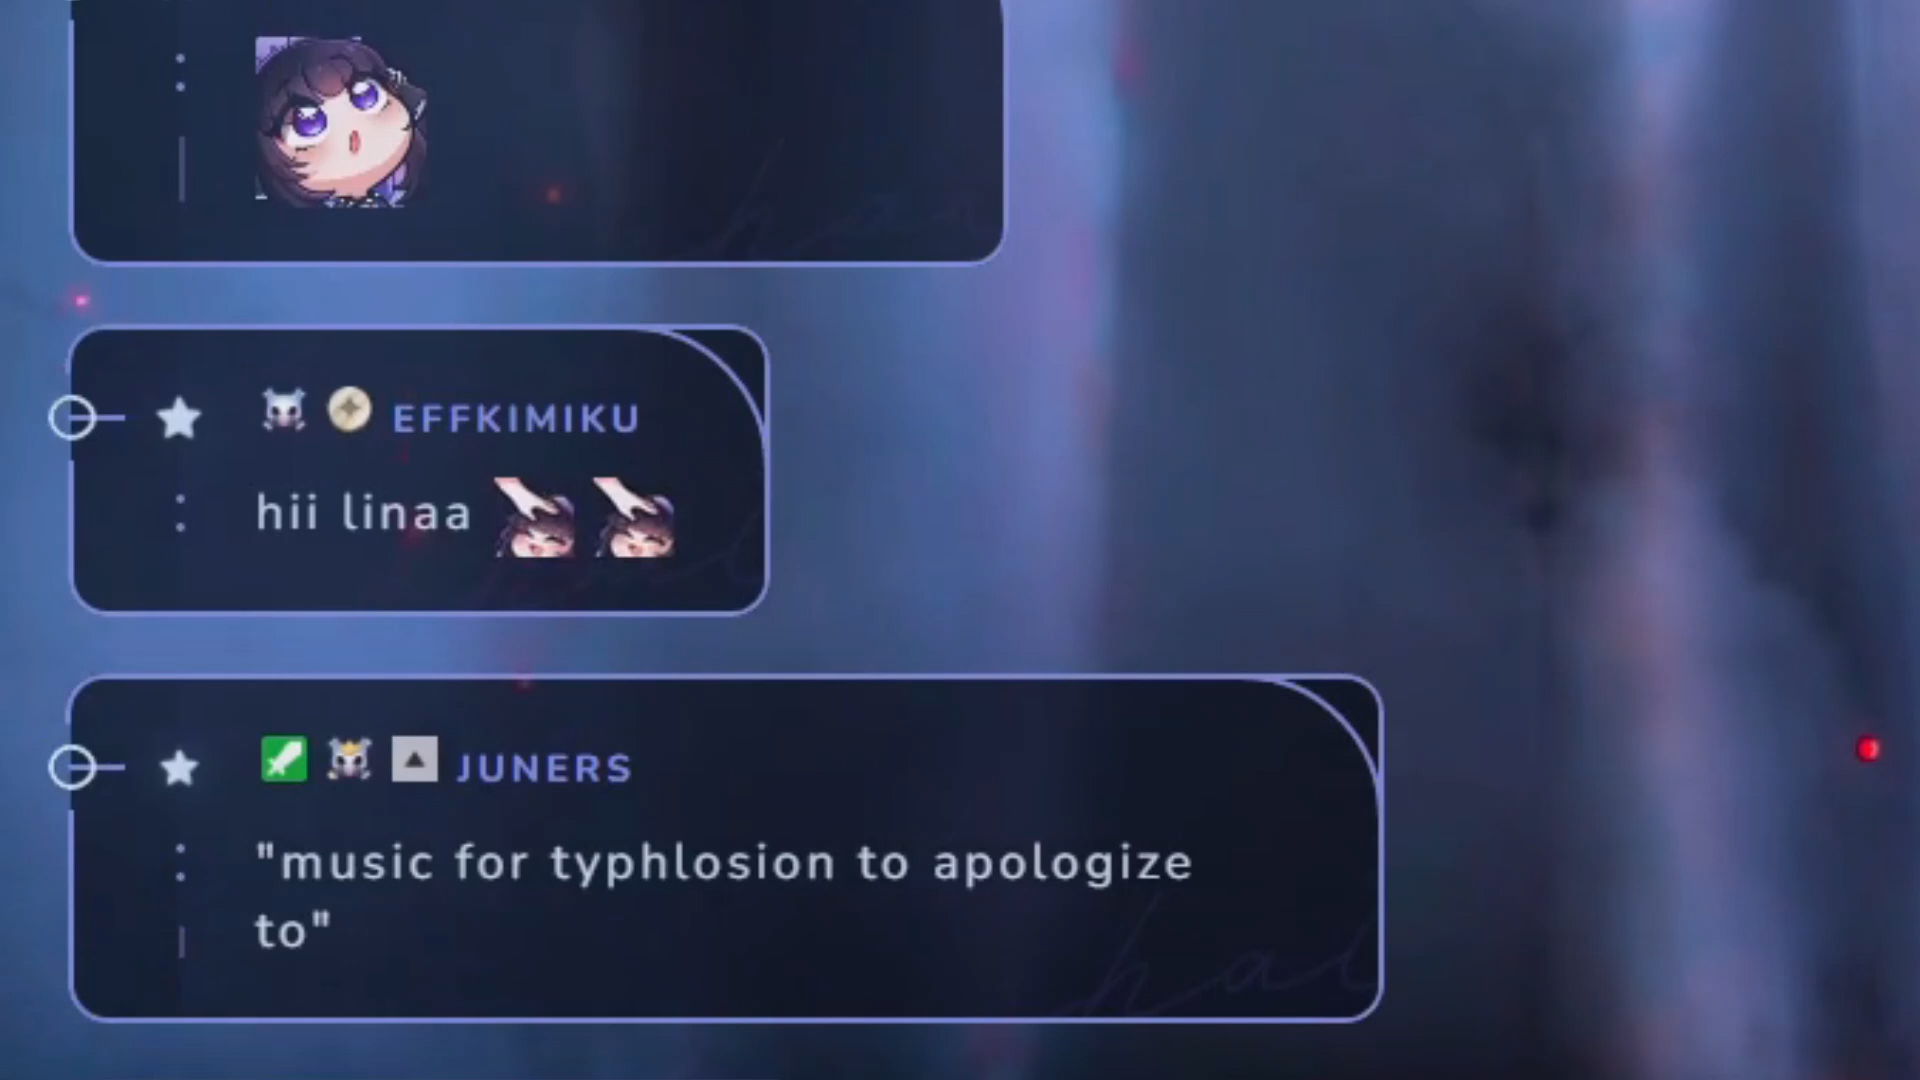 EFFKIMIKU
hii linaa
JUNERS
"music for typhlosion to apologize
to"